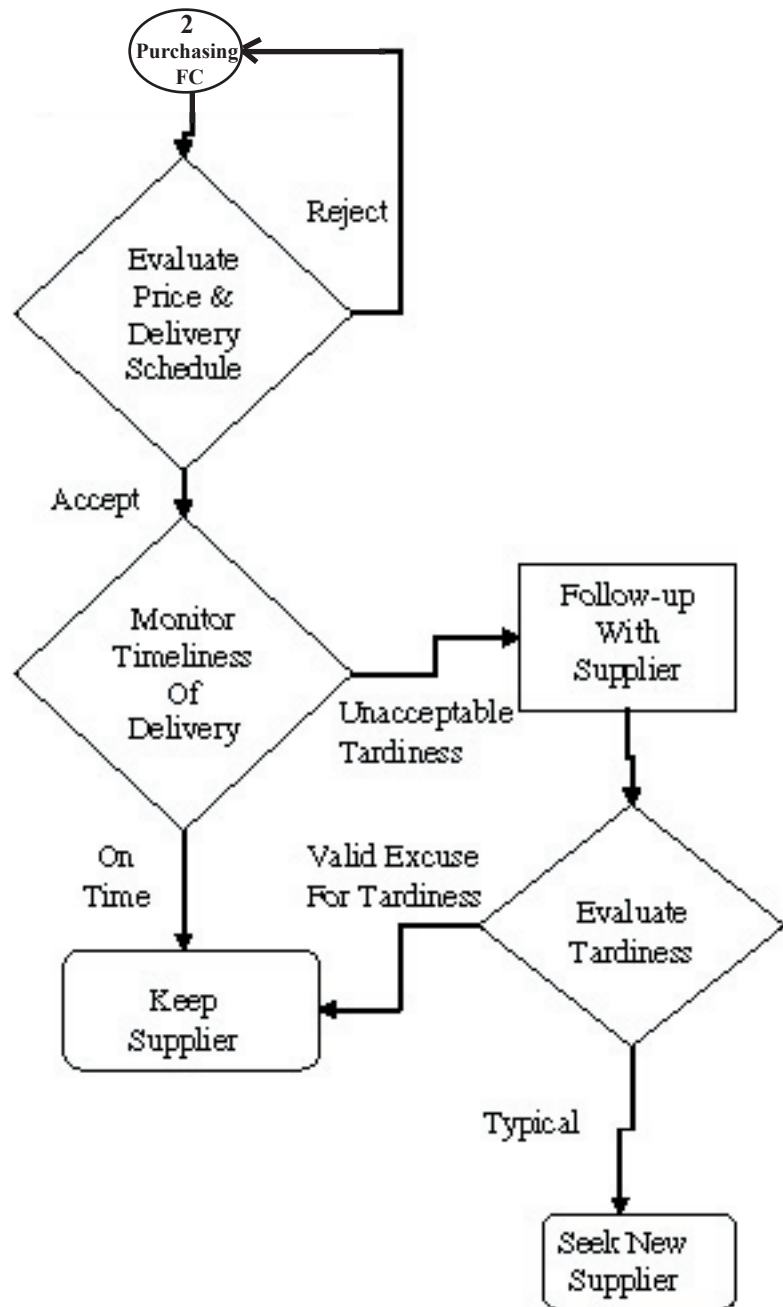 2
Purchasing
FC
Reject
Evaluate
Price &
Delivery
Schedule
Accept
Monitor
Timeliness
Of
Delivery
Follow-up
With
Supplier
Unacceptable
Tardiness
On
Time
Valid Excuse
For Tardiness
Evaluate
Tardiness
Keep
Supplier
Typical
Seek New
Supplier